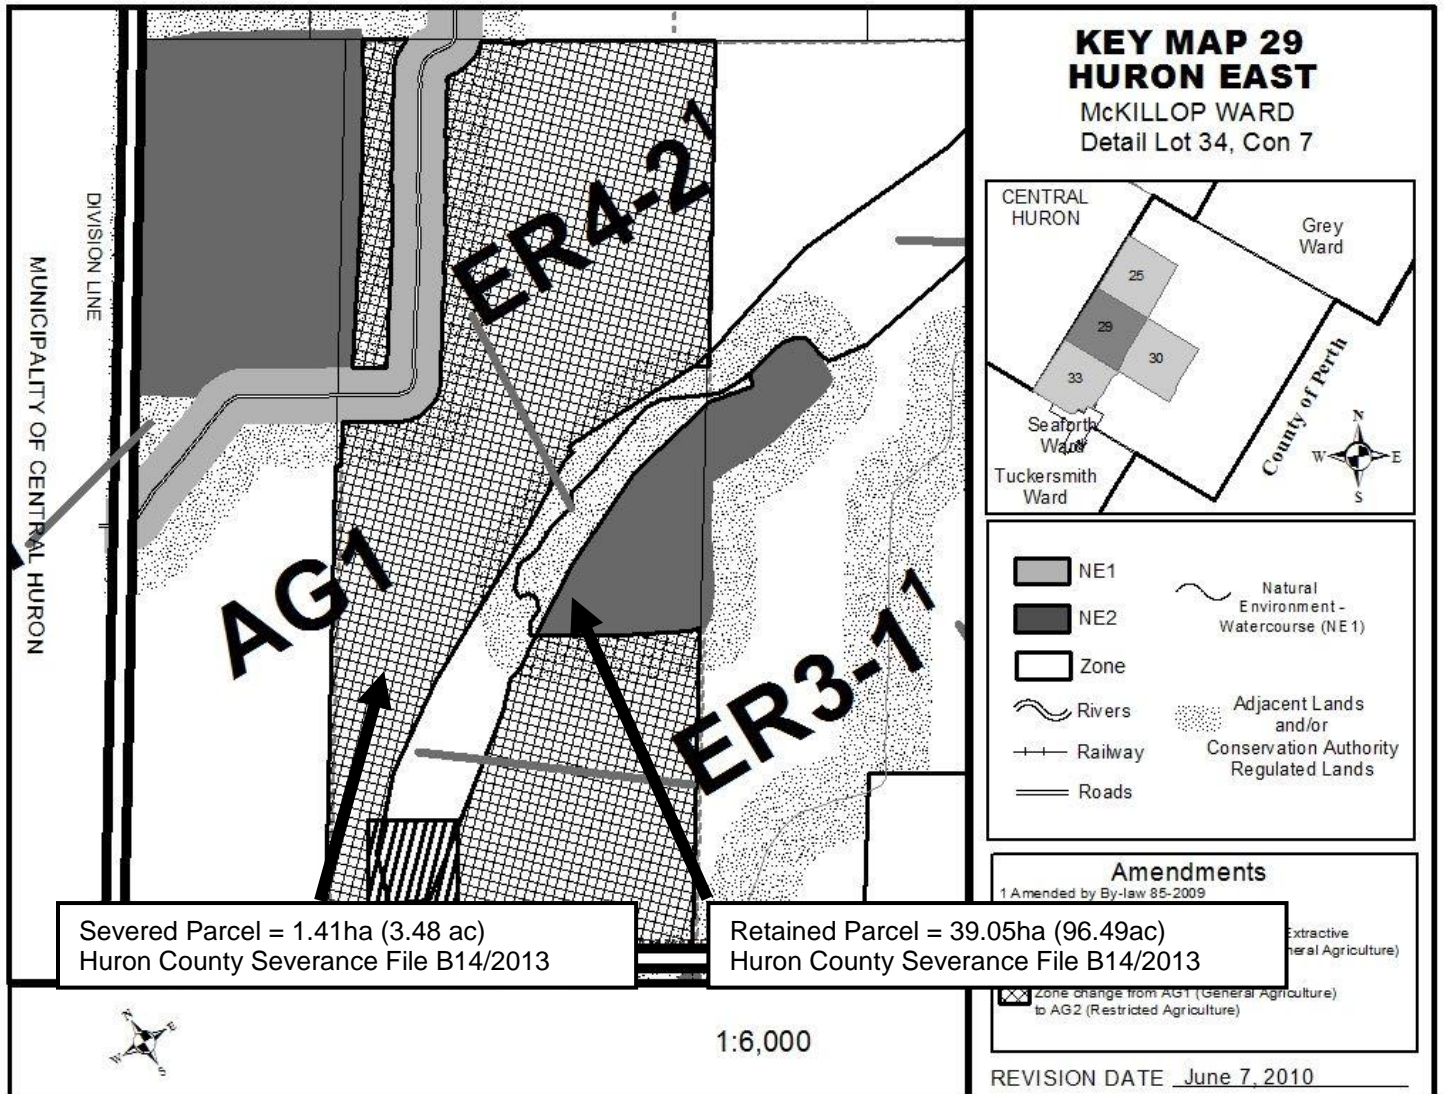 KEY MAP 29
HURON EAST
McKILLOP WARD
Detail Lot 34, Con 7
CENTRAL
HURON
Grey
Ward
25
29
30
33
Seaforth
Ward
Tuckersmith
Ward
County of Perth
N
W
E
S
NE1
NE2
Zone
Rivers
Railway
Roads
Natural
Environment -
Watercourse (NE1)
Adjacent Lands
and/or
Conservation Authority
Regulated Lands
Amendments
1 Amended by By-law 85-2009
Extractive
Agriculture)
Zone change from AG1 (General Agriculture)
to AG2 (Restricted Agriculture)
REVISION DATE June 7, 2010
MUNICIPALITY OF CENTRAL HURON
DIVISION LINE
ER4-2 1
AG1
ER3-1 1
Severed Parcel = 1.41ha (3.48 ac)
Huron County Severance File B14/2013
Retained Parcel = 39.05ha (96.49ac)
Huron County Severance File B14/2013
N
E
W
S
1:6,000